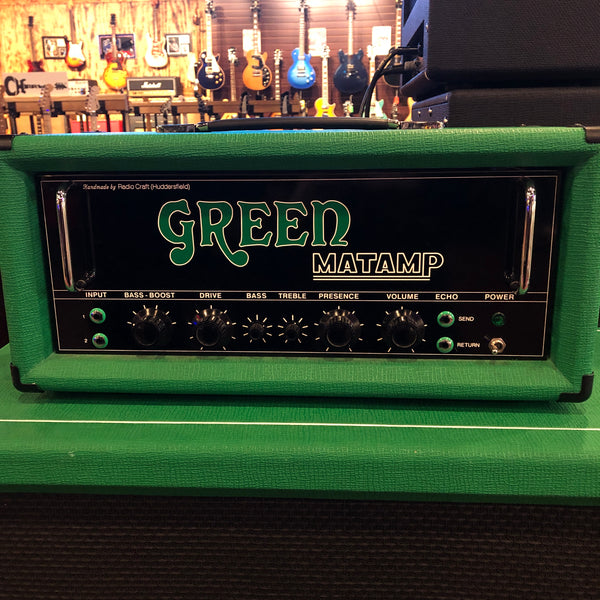 Handmade by Radio Craft (Huddersfield)
GREEN
MATAMP
INPUT BASS-BOOST DRIVE BASS TREBLE PRESENCE VOLUME ECHO POWER
1 SEND
2 RETURN
Marshall